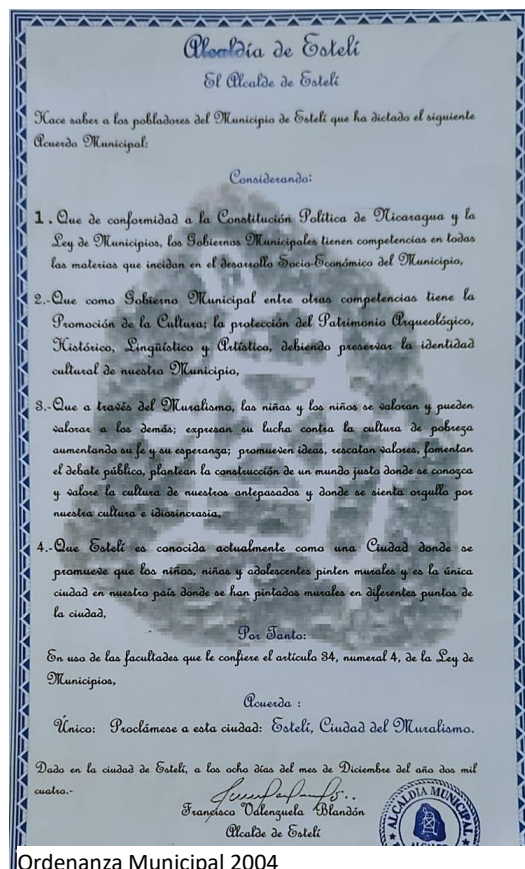 Alcaldía de Estelí
El Alcalde de Estelí
Hace saber a los pobladores del Municipio de Estelí que ha dictado el siguiente
Acuerdo Municipal:
Considerando:
1. Que de conformidad a la Constitución Política de Nicaragua y la
Ley de Municipios, los Gobiernos Municipales tienen competencias en todas
las materias que incidan en el desarrollo Socio-Económico del Municipio,
2.-Que como Gobierno Municipal entre otras competencias tiene la
Promoción de la Cultura; la protección del Patrimonio Arqueológico,
Histórico, Lingüístico y Artístico, debiendo preservar la identidad
cultural de nuestro Municipio,
3.-Que a través del Muralismo, las niñas y los niños se valoran y pueden
valorar a los demás; expresan su lucha contra la cultura de pobreza
aumentando su fe y su esperanza; promueven ideas, rescatan valores, fomentan
el debate público, plantean la construcción de un mundo justo donde se conozca
y valore la cultura de nuestros antepasados y donde se sienta orgullo por
nuestra cultura e idiosincrasia,
4.-Que Estelí es conocida actualmente como una Ciudad donde se
promueve que los niños, niñas y adolescentes pinten murales y es la única
ciudad en nuestro país donde se han pintados murales en diferentes puntos de
la ciudad,
Por Tanto:
En uso de las facultades que le confiere el artículo 34, numeral 4, de la Ley de
Municipios,
Acuerda :
Único: Proclámese a esta ciudad: Estelí, Ciudad del Muralismo.
Dado en la ciudad de Estelí, a los ocho días del mes de Diciembre del año dos mil
cuatro.-
Francisco Valenzuela Blandón
Alcalde de Estelí
ALCALDIA MUNICIPAL
ALCALDE
Ordenanza Municipal 2004